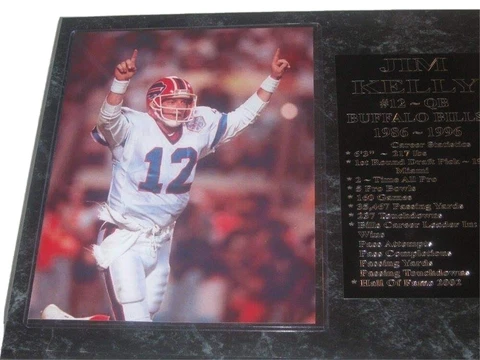 12
JIM
KELLY
#12 ~ QB
BUFFALO BILLS
1986 ~ 1996
Career Statistics
* 6'3" ~ 217 lbs
* 1st Round Draft Pick ~
Miami
* 2 ~ Time All Pro
* 5 Pro Bowls
* 160 Games
* 35,467 Passing Yards
* 237 Touchdowns
* Bills Career Leader In:
Wins
Pass Attempts
Pass Completions
Passing Yards
Passing Touchdowns
* Hall Of Fame 2002